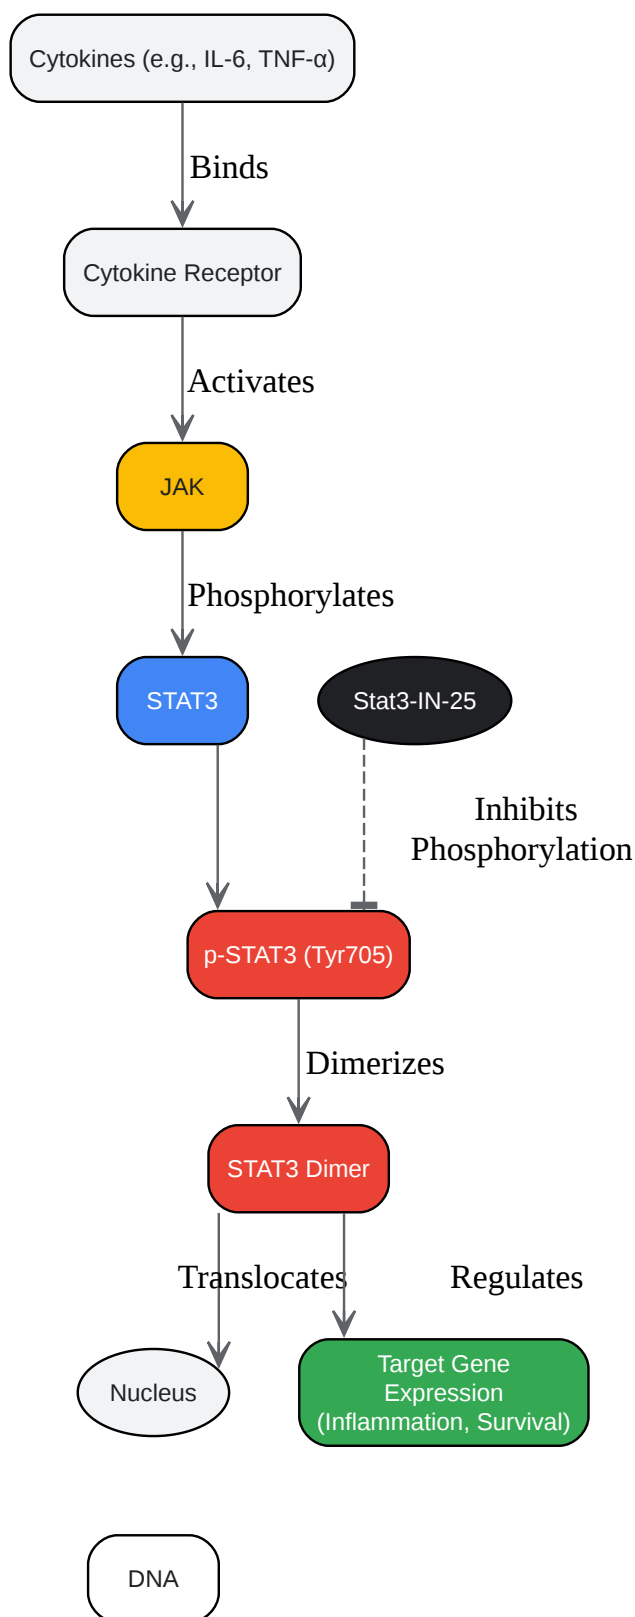 Cytokines (e.g., IL-6, TNF-α)
Binds
Cytokine Receptor
Activates
JAK
Phosphorylates
STAT3
Stat3-IN-25
Inhibits
Phosphorylation
p-STAT3 (Tyr705)
Dimerizes
STAT3 Dimer
Translocates
Regulates
Nucleus
Target Gene
Expression
(Inflammation, Survival)
DNA